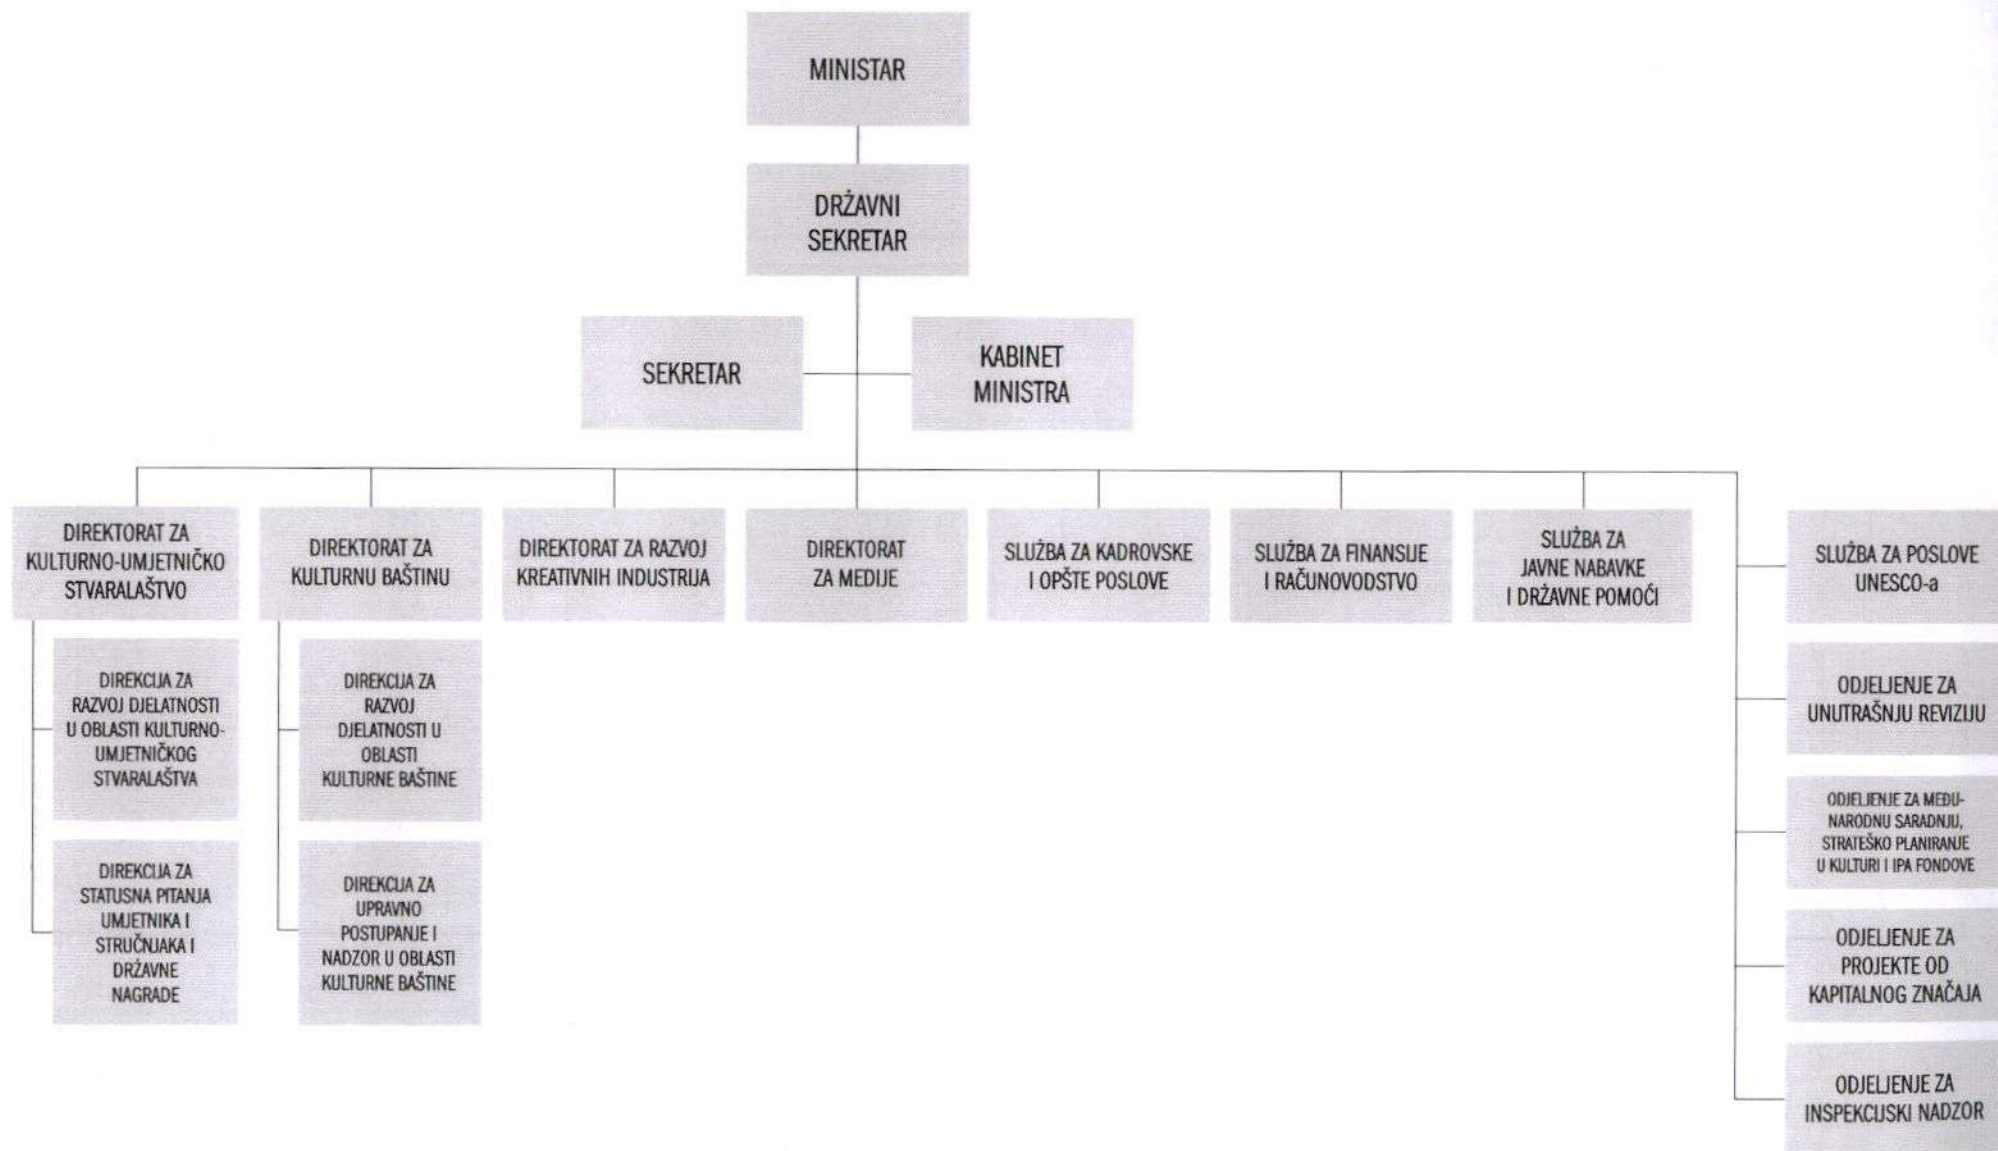 MINISTAR
DRŽAVNI
SEKRETAR
SEKRETAR
KABINET
MINISTRA
DIREKTORAT ZA
KULTURNO-UMJETNIČKO
STVARALAŠTVO
DIREKTORAT ZA
KULTURNU BAŠTINU
DIREKTORAT ZA RAZVOJ
KREATIVNIH INDUSTRIJA
DIREKTORAT
ZA MEDIJE
SLUŽBA ZA KADROVSKE
I OPŠTE POSLOVE
SLUŽBA ZA FINANSIJE
I RAČUNOVODSTVO
SLUŽBA ZA
JAVNE NABAVKE
I DRŽAVNE POMOĆI
SLUŽBA ZA POSLOVE
UNESCO-a
DIREKCIJA ZA
RAZVOJ DJELATNOSTI
U OBLASTI KULTURNO-
UMJETNIČKOG
STVARALAŠTVA
DIREKCIJA ZA
STATUSNA PITANJA
UMJETNIKA I
STRUČNJAKA I
DRŽAVNE
NAGRADE
DIREKCIJA ZA
RAZVOJ
DJELATNOSTI U
OBLASTI
KULTURNE BAŠTINE
DIREKCIJA ZA
UPRAVNO
POSTUPANJE I
NADZOR U OBLASTI
KULTURNE BAŠTINE
ODJELJENJE ZA
UNUTRAŠNJU REVIZIJU
ODJELJENJE ZA MEĐU-
NARODNU SARADNJU,
STRATEŠKO PLANIRANJE
U KULTURI I IPA FONDOVE
ODJELJENJE ZA
PROJEKTE OD
KAPITALNOG ZNAČAJA
ODJELJENJE ZA
INSPEKCIJSKI NADZOR